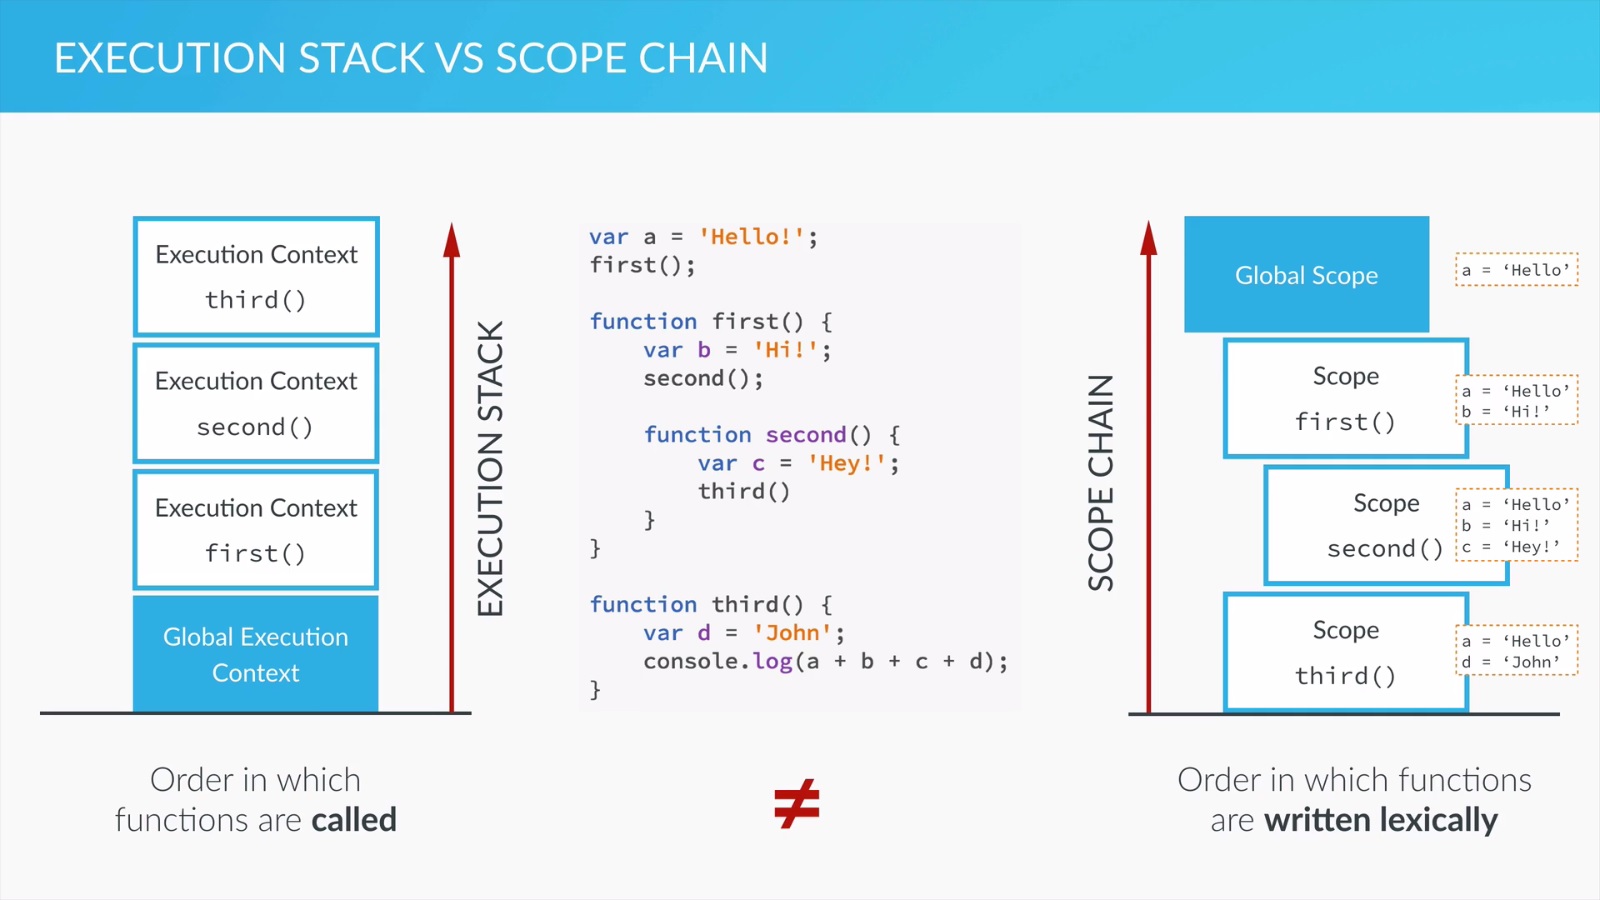 EXECUTION STACK VS SCOPE CHAIN
Execution Context
third()
Execution Context
second()
Execution Context
first()
Global Execution
Context
EXECUTION STACK
Order in which
functions are called
var a = 'Hello!';
first();
function first() {
    var b = 'Hi!';
    second();
    function second() {
        var c = 'Hey!';
        third()
    }
}
function third() {
    var d = 'John';
    console.log(a + b + c + d);
}
≠
SCOPE CHAIN
Global Scope
a = ‘Hello’
Scope
first()
a = ‘Hello’
b = ‘Hi!’
Scope
second()
a = ‘Hello’
b = ‘Hi!’
c = ‘Hey!’
Scope
third()
a = ‘Hello’
d = ‘John’
Order in which functions
are written lexically